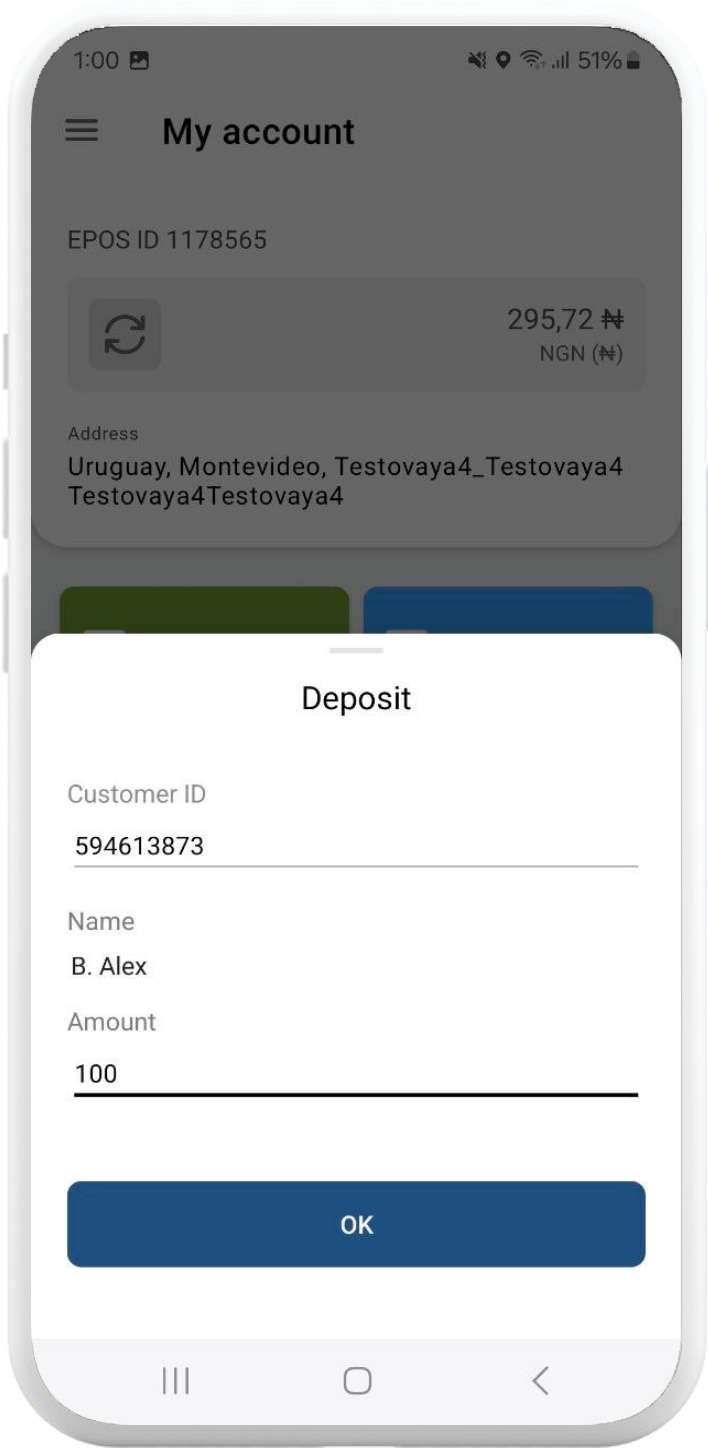 1:00 51%
My account
EPOS ID 1178565
295,72 ₦
NGN (₦)
Address
Uruguay, Montevideo, Testovaya4_Testovaya4
Testovaya4Testovaya4
Deposit
Customer ID
594613873
Name
B. Alex
Amount
100
OK